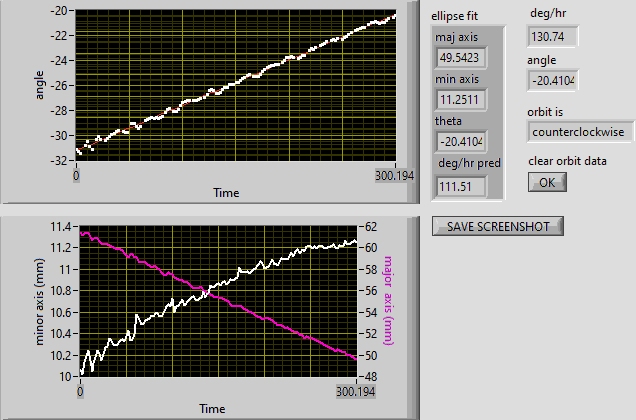 -20
-22
-24
-26
-28
-30
-32
angle
0
300.194
Time
ellipse fit
maj axis
49.5423
min axis
11.2511
theta
-20.4104
deg/hr pred
111.51
deg/hr
130.74
angle
-20.4104
orbit is
counterclockwise
clear orbit data
OK
SAVE SCREENSHOT
11.4
11.2
11
10.8
10.6
10.4
10.2
10
minor axis (mm)
62
60
58
56
54
52
50
48
major axis (mm)
0
300.194
Time